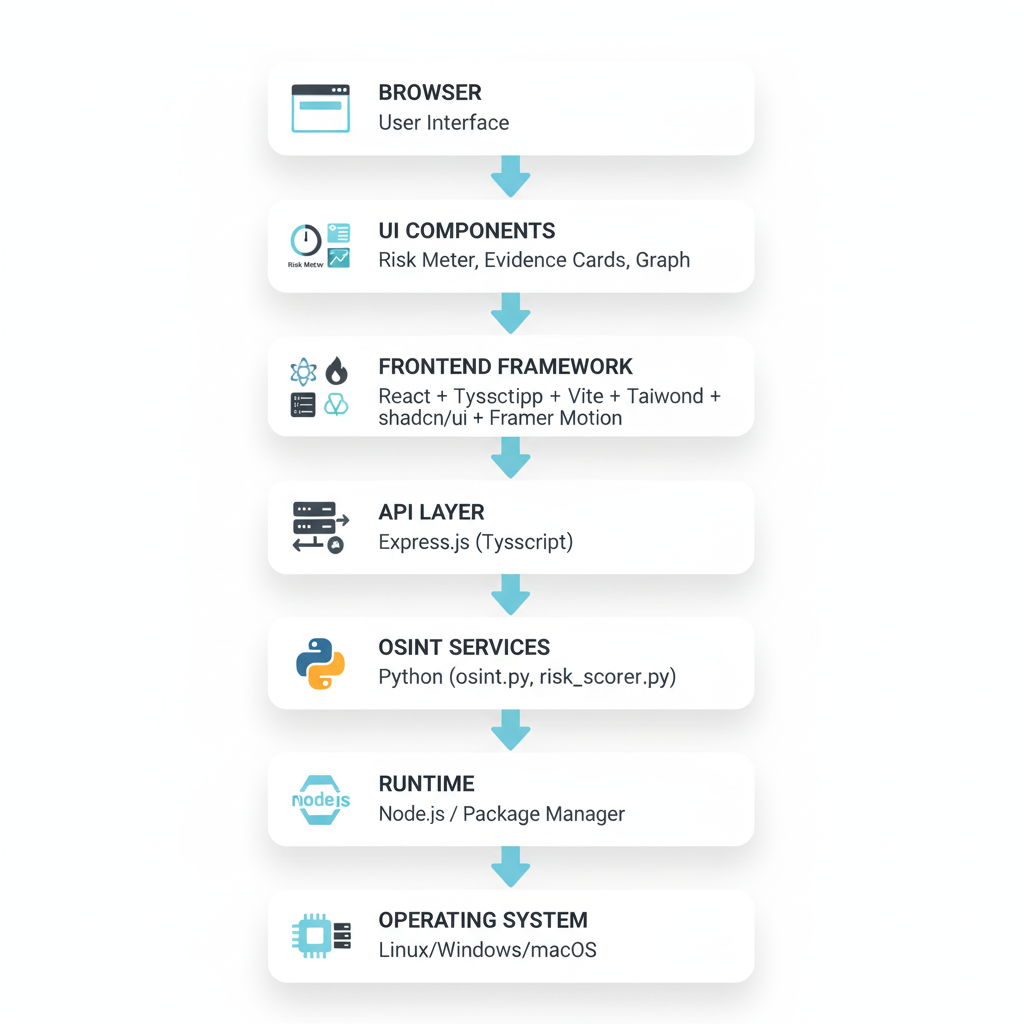 BROWSER
User Interface
UI COMPONENTS
Risk Meter, Evidence Cards, Graph
Risk Meter
FRONTEND FRAMEWORK
React + Tyssctipp + Vite + Taiwond +
shadcn/ui + Framer Motion
API LAYER
Express.js (Tysscript)
OSINT SERVICES
Python (osint.py, risk_scorer.py)
RUNTIME
Node.js / Package Manager
nodejs
OPERATING SYSTEM
Linux/Windows/macOS